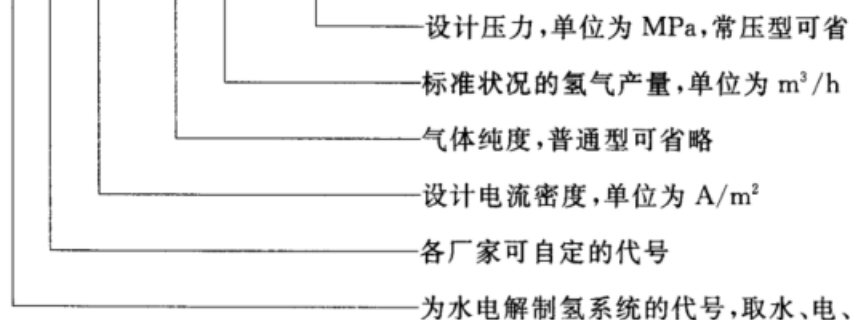 设计压力,单位为 MPa,常压型可省
标准状况的氢气产量,单位为 m³/h
气体纯度,普通型可省略
设计电流密度,单位为 A/m²
各厂家可自定的代号
为水电解制氢系统的代号,取水、电、